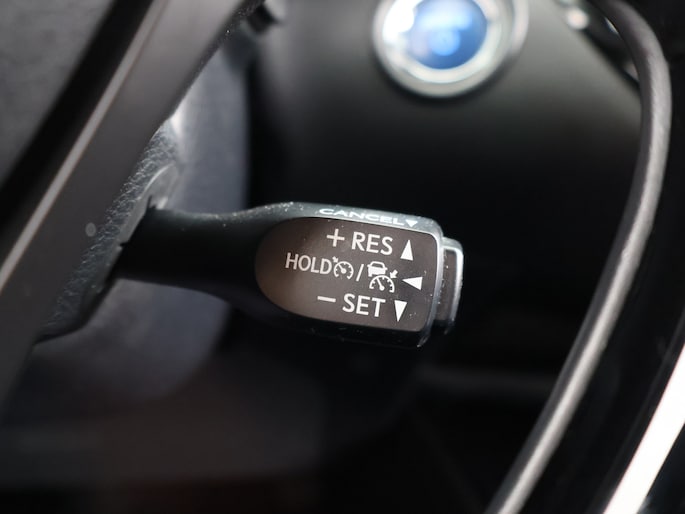 CANCEL▼
+ RES ▲
HOLD / ◀
− SET ▼